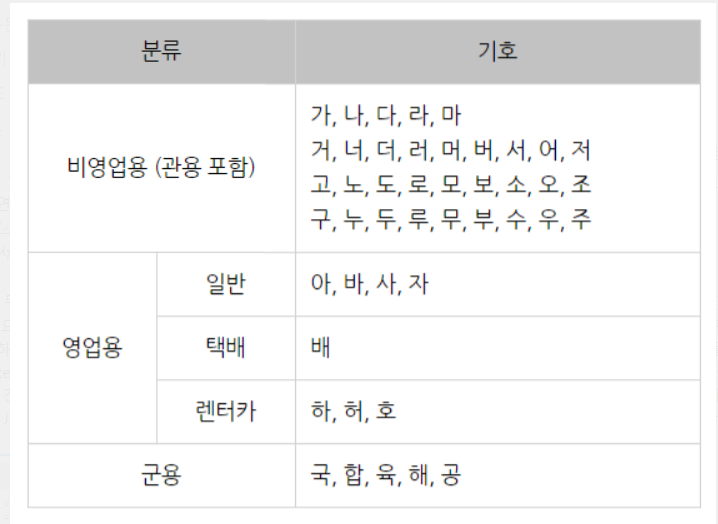 분류 기호
비영업용 (관용 포함)
가, 나, 다, 라, 마
거, 너, 더, 러, 머, 버, 서, 어, 저
고, 노, 도, 로, 모, 보, 소, 오, 조
구, 누, 두, 루, 무, 부, 수, 우, 주
영업용
일반 아, 바, 사, 자
택배 배
렌터카 하, 허, 호
군용 국, 합, 육, 해, 공